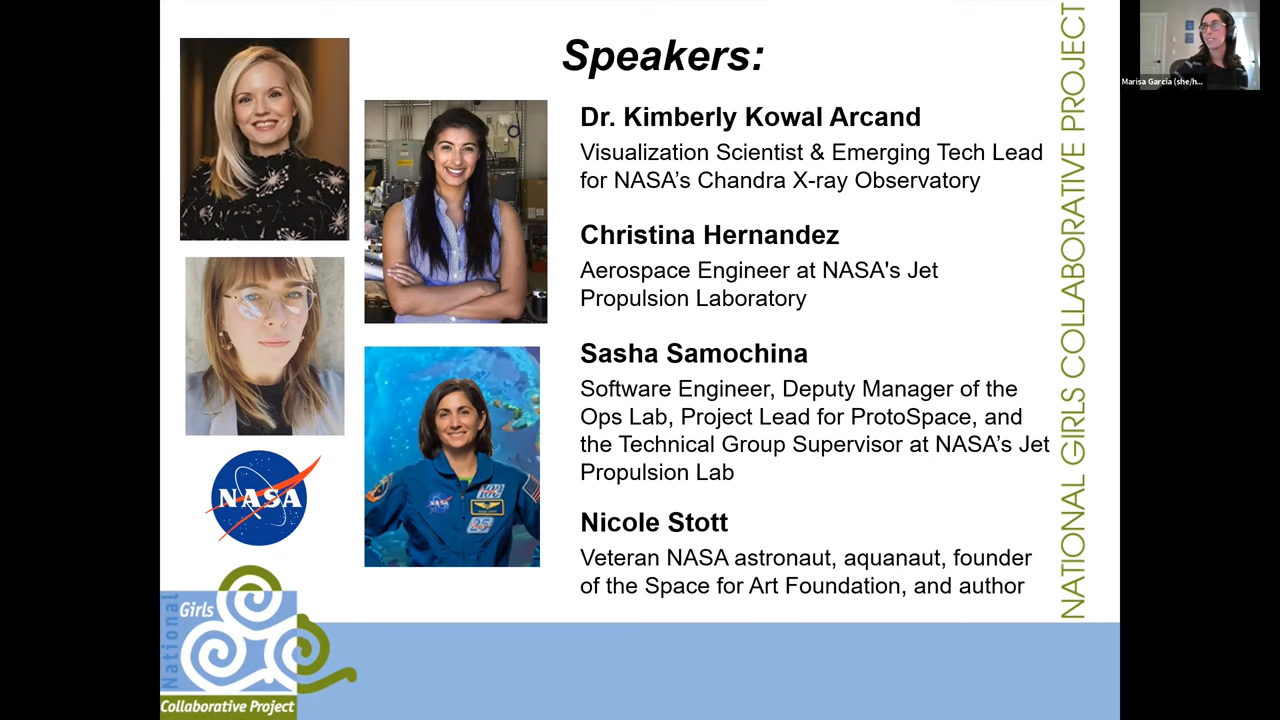 Speakers:
Dr. Kimberly Kowal Arcand
Visualization Scientist & Emerging Tech Lead
for NASA’s Chandra X-ray Observatory
Christina Hernandez
Aerospace Engineer at NASA's Jet
Propulsion Laboratory
Sasha Samochina
Software Engineer, Deputy Manager of the
Ops Lab, Project Lead for ProtoSpace, and
the Technical Group Supervisor at NASA’s Jet
Propulsion Lab
Nicole Stott
Veteran NASA astronaut, aquanaut, founder
of the Space for Art Foundation, and author
NASA
National
Girls
Collaborative Project
NATIONAL GIRLS COLLABORATIVE PROJECT
Marisa Garcia (she/h...